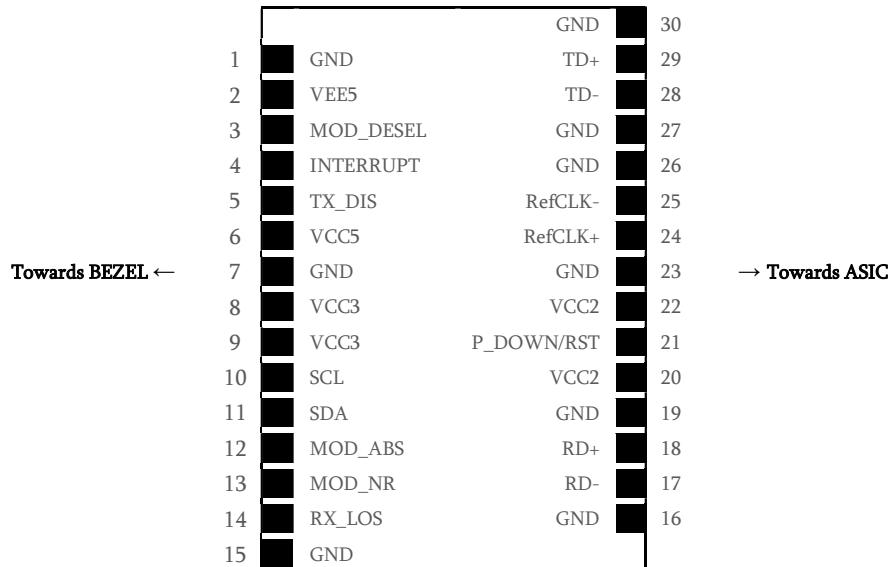 GND 30
1 GND TD+ 29
2 VEE5 TD- 28
3 MOD_DESEL GND 27
4 INTERRUPT GND 26
5 TX_DIS RefCLK- 25
6 VCC5 RefCLK+ 24
Towards BEZEL ← 7 GND GND 23 → Towards ASIC
8 VCC3 VCC2 22
9 VCC3 P_DOWN/RST 21
10 SCL VCC2 20
11 SDA GND 19
12 MOD_ABS RD+ 18
13 MOD_NR RD- 17
14 RX_LOS GND 16
15 GND